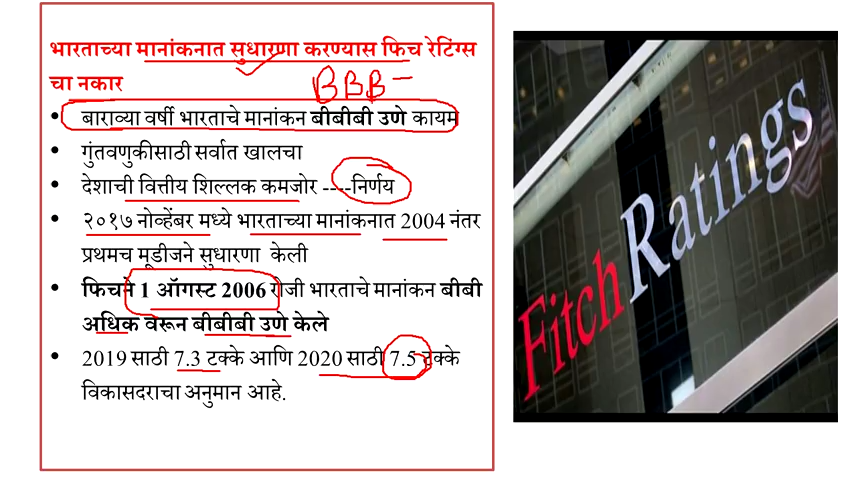 भारताच्या मानांकनात सुधारणा करण्यास फिच रेटिंग्स
चा नकार
BBB-
• बाराव्या वर्षी भारताचे मानांकन बीबीबी उणे कायम
• गुंतवणुकीसाठी सर्वात खालचा
• देशाची वित्तीय शिल्लक कमजोर ----निर्णय
• २०१७ नोव्हेंबर मध्ये भारताच्या मानांकनात 2004 नंतर
प्रथमच मूडीजने सुधारणा केली
• फिचने 1 ऑगस्ट 2006 रोजी भारताचे मानांकन बीबी
अधिक वरून बीबीबी उणे केले
• 2019 साठी 7.3 टक्के आणि 2020 साठी 7.5 टक्के
विकासदराचा अनुमान आहे.
FitchRatings